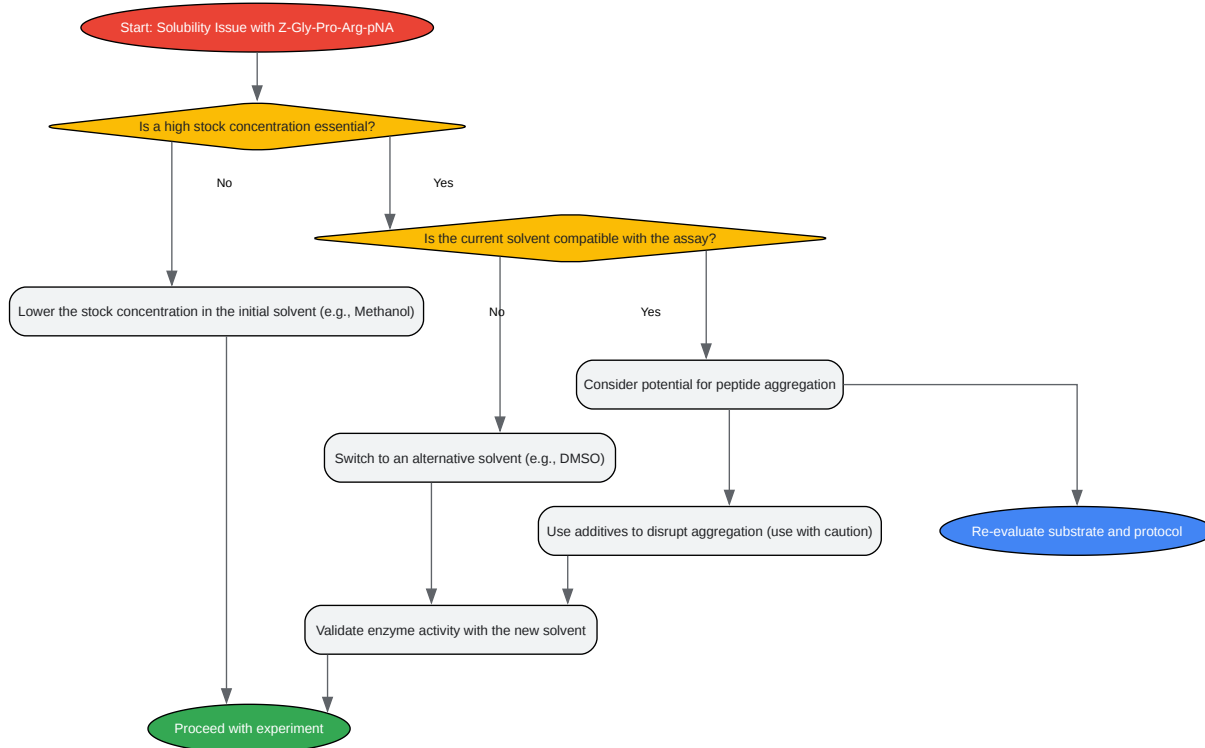 Start: Solubility Issue with Z-Gly-Pro-Arg-pNA
Is a high stock concentration essential?
No
Yes
Is the current solvent compatible with the assay?
Lower the stock concentration in the initial solvent (e.g., Methanol)
No
Yes
Consider potential for peptide aggregation
Switch to an alternative solvent (e.g., DMSO)
Use additives to disrupt aggregation (use with caution)
Re-evaluate substrate and protocol
Validate enzyme activity with the new solvent
Proceed with experiment